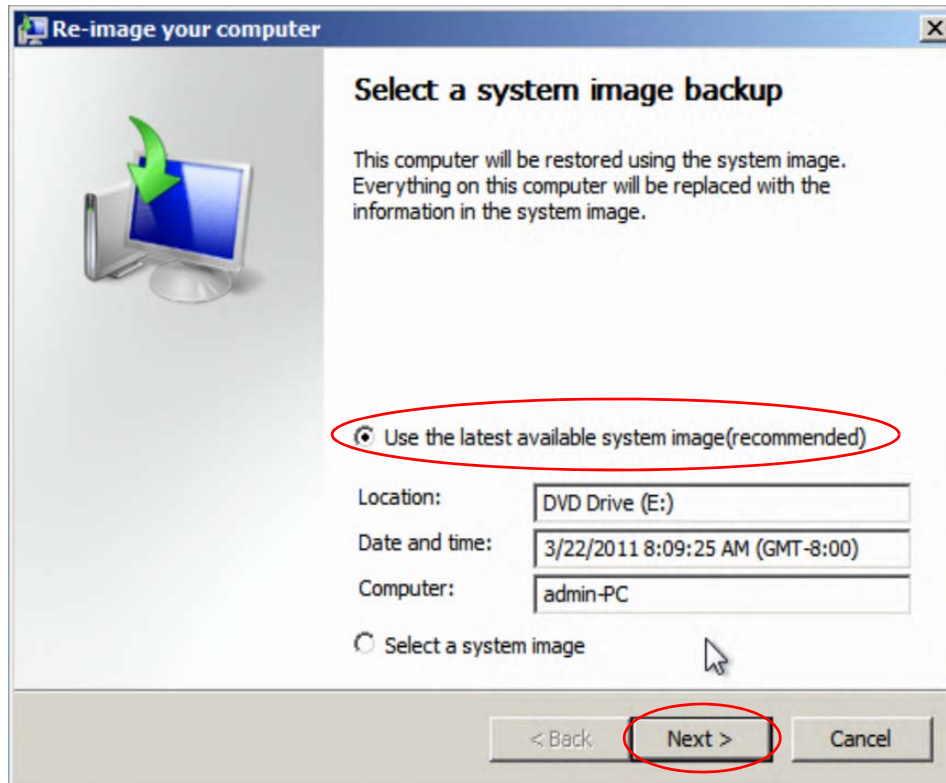 Re-image your computer
Select a system image backup
This computer will be restored using the system image.
Everything on this computer will be replaced with the
information in the system image.
Use the latest available system image(recommended)
Location: DVD Drive (E:)
Date and time: 3/22/2011 8:09:25 AM (GMT-8:00)
Computer: admin-PC
Select a system image
< Back Next > Cancel